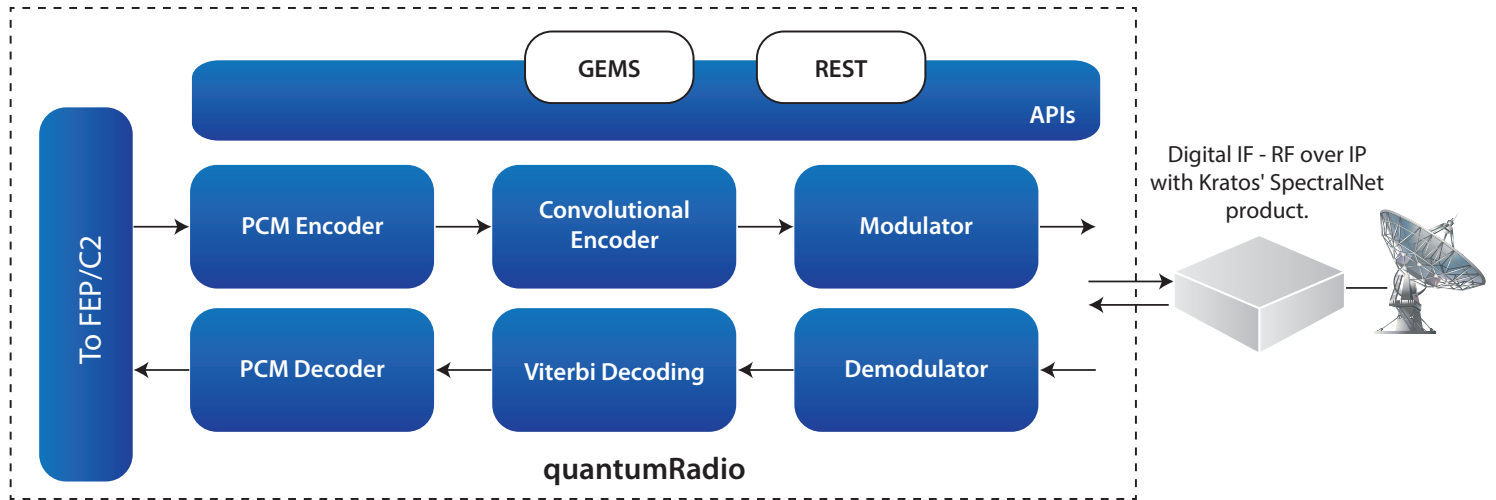 GEMS
REST
APIs
Digital IF - RF over IP
with Kratos' SpectralNet
product.
To FEP/C2
PCM Encoder
Convolutional
Encoder
Modulator
PCM Decoder
Viterbi Decoding
Demodulator
quantumRadio